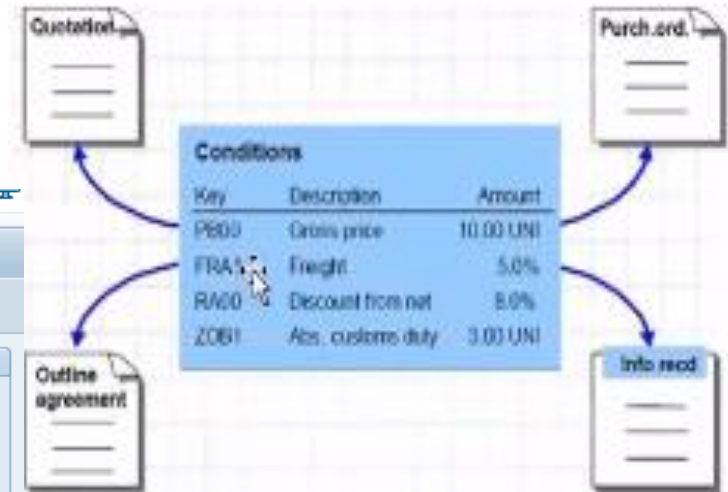 Quotation
Purch.ord.
Conditions
Key Description Amount
PB00 Gross price 10.00 UNI
Freight 5.0%
RA00 Discount from net 8.0%
ZOB1 Abs. customs duty 3.00 UNI
Outline
agreement
Info recd